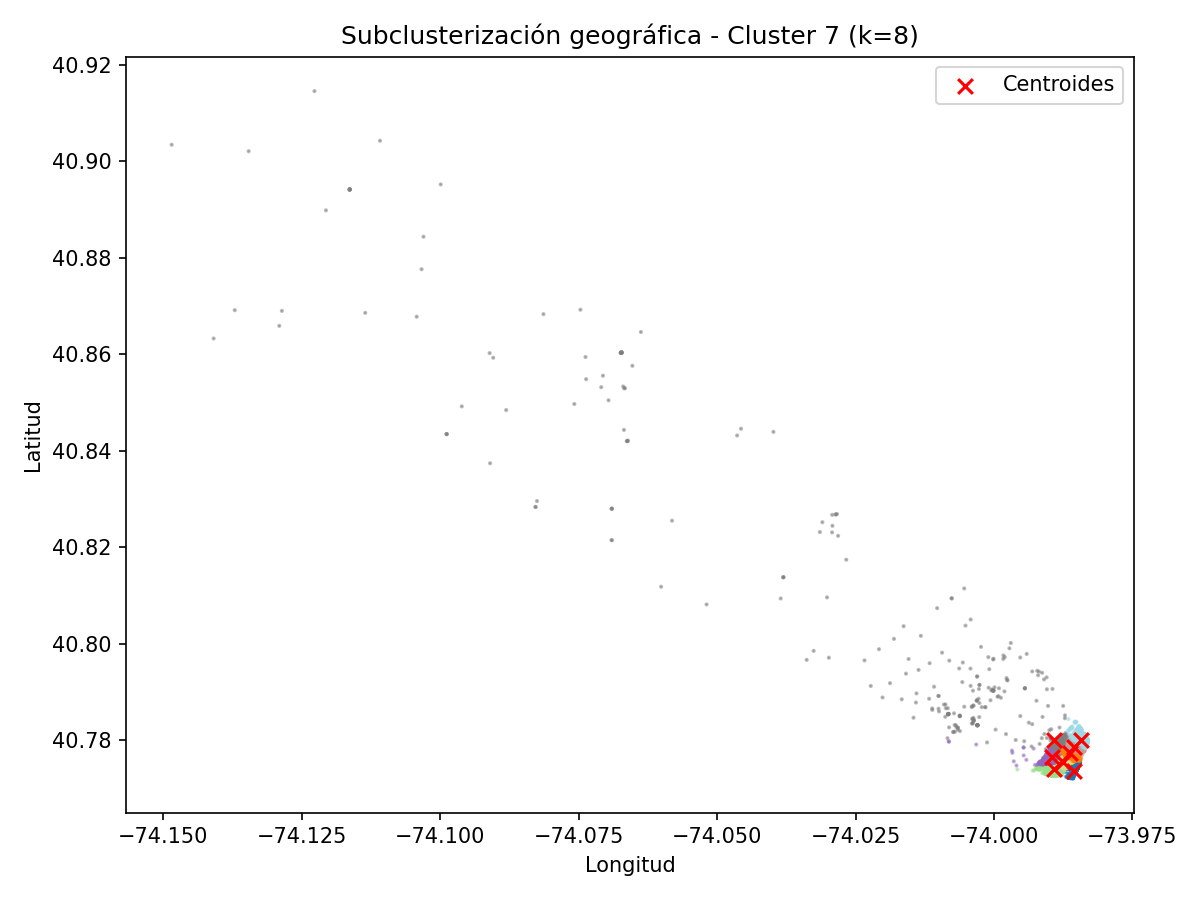 Subclusterización geográfica - Cluster 7 (k=8)
Centroides
40.92
40.90
40.88
40.86
40.84
40.82
40.80
40.78
Latitud
−74.150 −74.125 −74.100 −74.075 −74.050 −74.025 −74.000 −73.975
Longitud